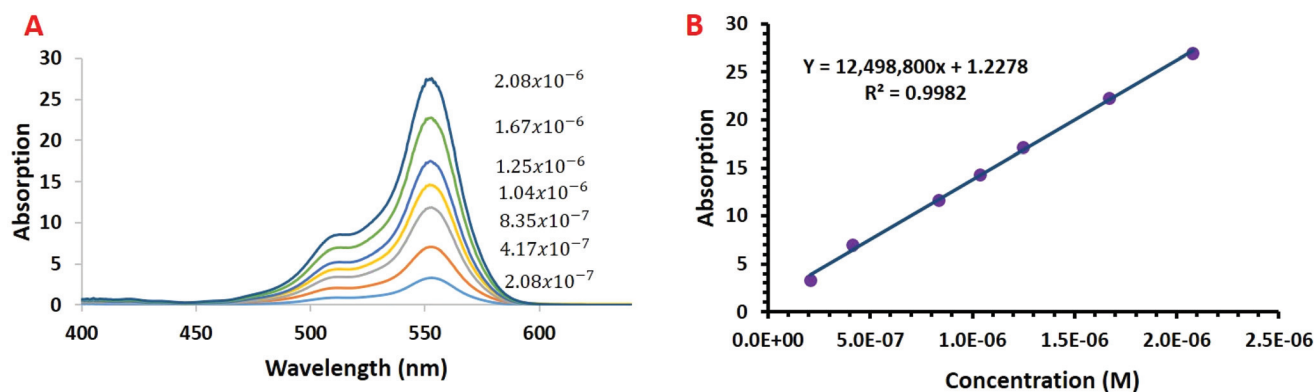 A
Absorption
30
25
20
15
10
5
0
400
450
500
550
600
Wavelength (nm)
2.08x10⁻⁶
1.67x10⁻⁶
1.25x10⁻⁶
1.04x10⁻⁶
8.35x10⁻⁷
4.17x10⁻⁷
2.08x10⁻⁷
B
Absorption
30
25
20
15
10
5
0
Y = 12,498,800x + 1.2278
R² = 0.9982
0.0E+00
5.0E-07
1.0E-06
1.5E-06
2.0E-06
2.5E-06
Concentration (M)